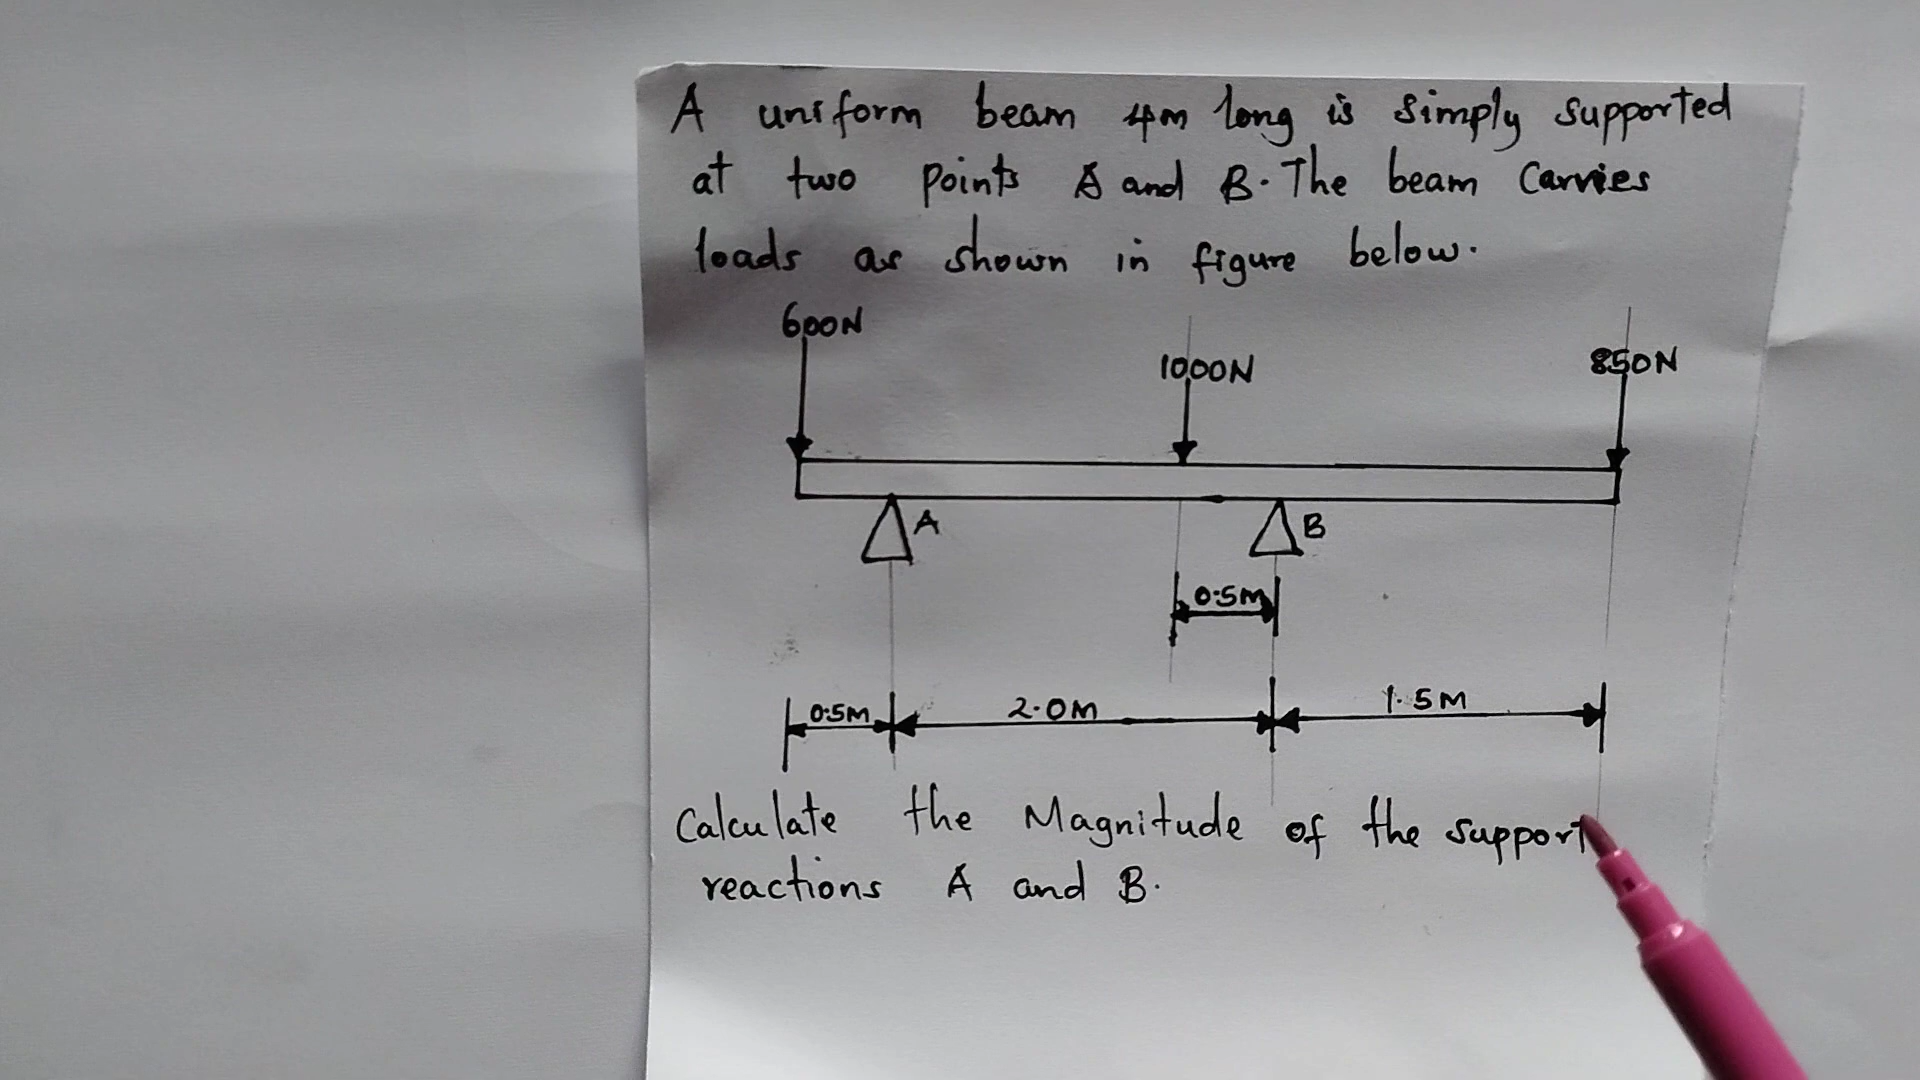 A uniform beam 4m long is simply supported
at two points A and B. The beam carries
loads as shown in figure below.
600N
1000N
850N
A
B
0.5M
0.5M
2.0M
1.5M
Calculate the Magnitude of the support
reactions A and B.